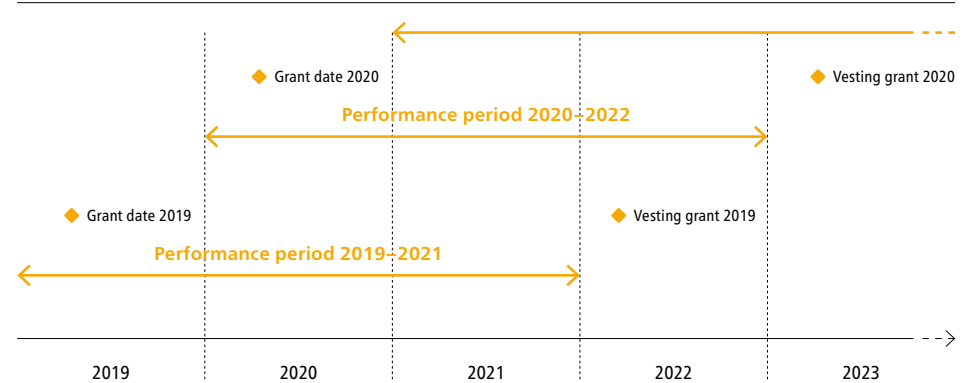 Grant date 2020
Vesting grant 2020
Performance period 2020–2022
Grant date 2019
Vesting grant 2019
Performance period 2019–2021
2019
2020
2021
2022
2023